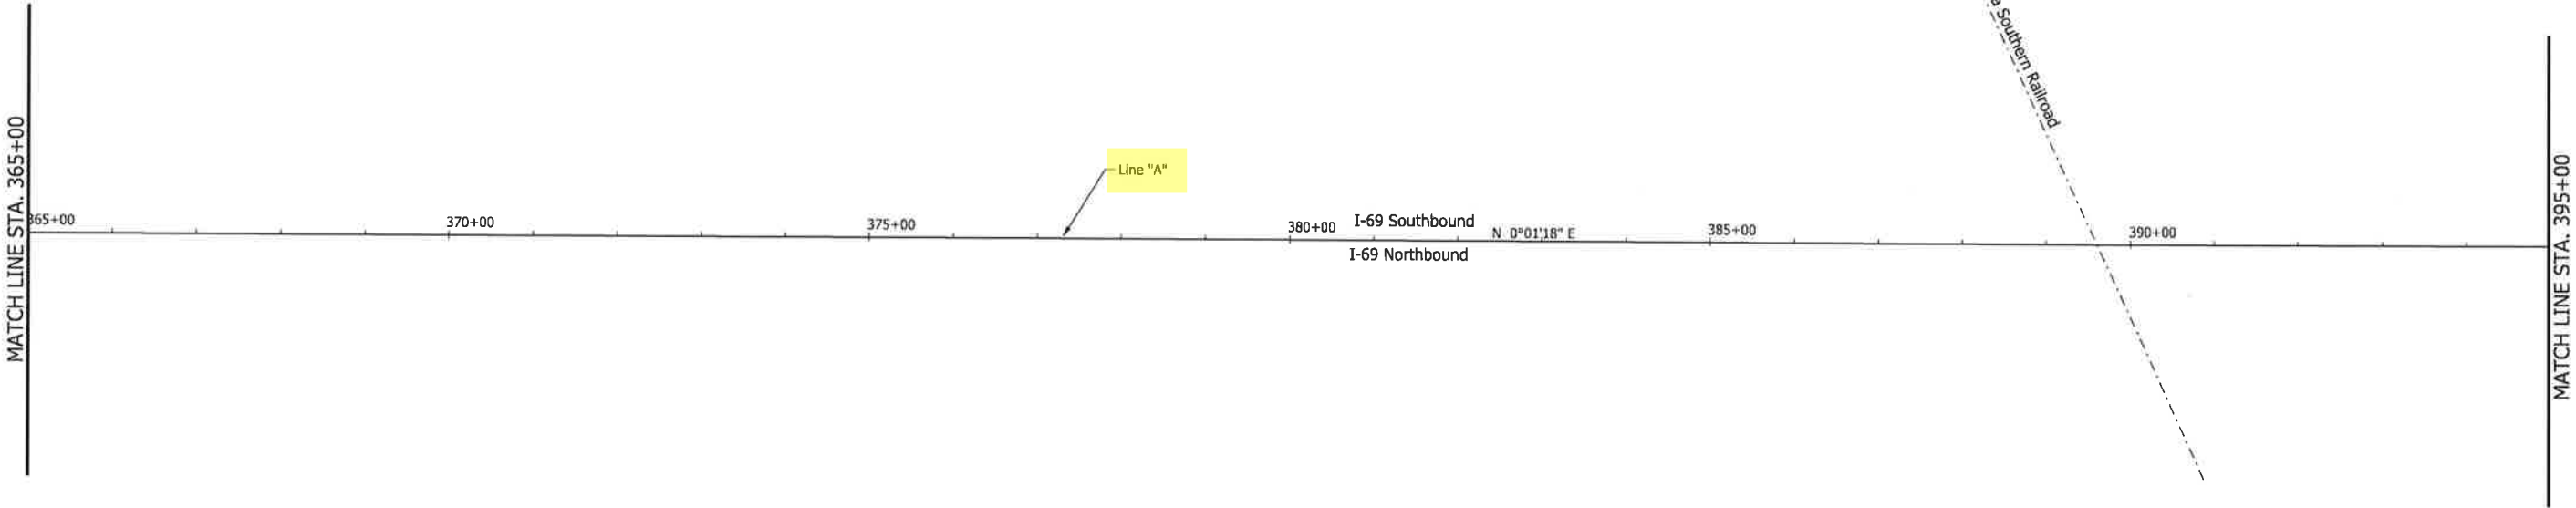 MATCH LINE STA. 365+00
365+00
370+00
375+00
Line "A"
380+00
I-69 Southbound
I-69 Northbound
N 0°01'18" E
385+00
a Southern Railroad
390+00
MATCH LINE STA. 395+00